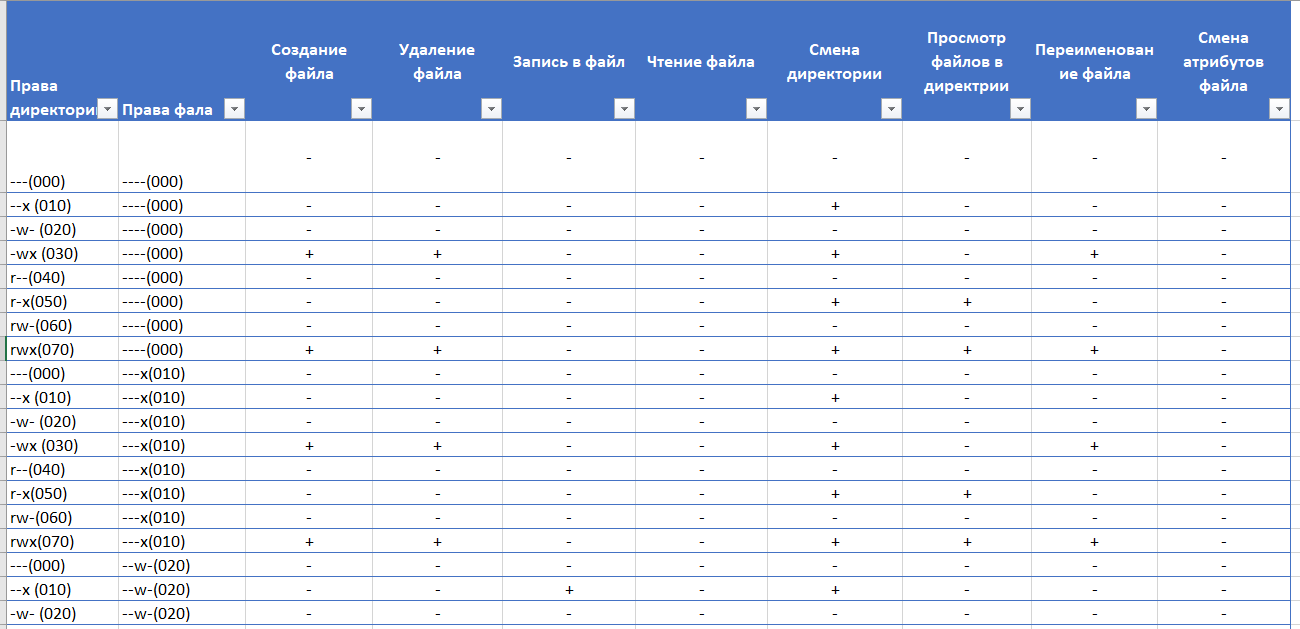 Права директори Права фала Создание файла Удаление файла Запись в файл Чтение файла Смена директории Просмотр файлов в директрии Переименование файла Смена атрибутов файла
---(000) ----(000) - - - - - - - -
--x (010) ----(000) - - - - + - - -
-w- (020) ----(000) - - - - - - - -
-wx (030) ----(000) + + - - + - + -
r--(040) ----(000) - - - - - - - -
r-x(050) ----(000) - - - - + + - -
rw-(060) ----(000) - - - - - - - -
rwx(070) ----(000) + + - - + + + -
---(000) ---x(010) - - - - - - - -
--x (010) ---x(010) - - - - + - - -
-w- (020) ---x(010) - - - - - - - -
-wx (030) ---x(010) + + - - + - + -
r--(040) ---x(010) - - - - - - - -
r-x(050) ---x(010) - - - - + + - -
rw-(060) ---x(010) - - - - - - - -
rwx(070) ---x(010) + + - - + + + -
---(000) --w-(020) - - - - - - - -
--x (010) --w-(020) - - + - + - - -
-w- (020) --w-(020) - - - - - - - -